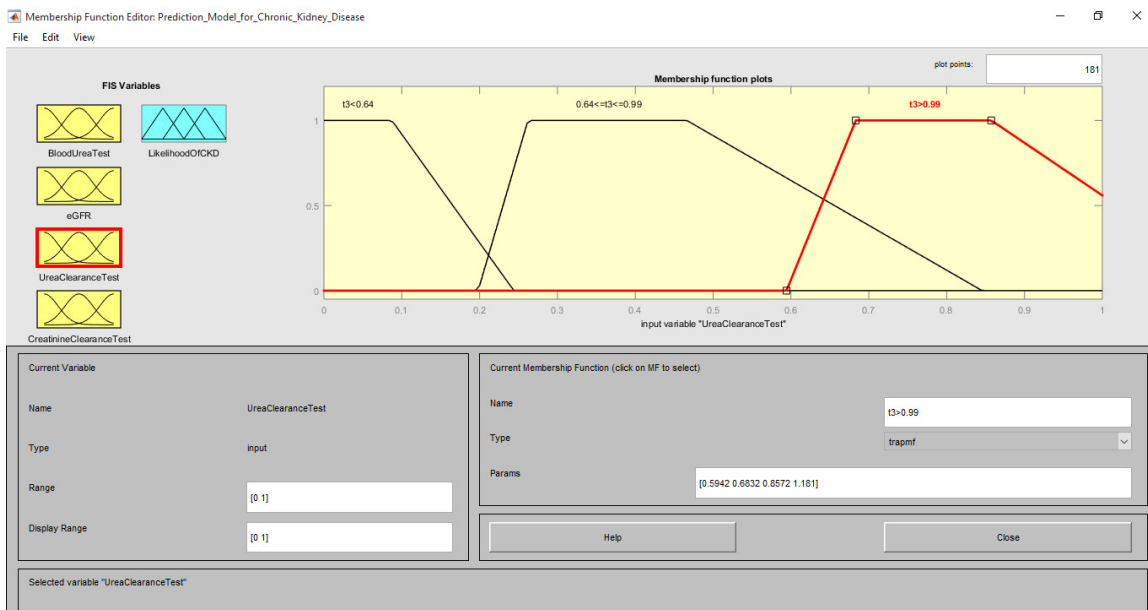 Membership Function Editor: Prediction_Model_for_Chronic_Kidney_Disease
File Edit View
FIS Variables
BloodUreaTest
LikelihoodOfCKD
eGFR
UreaClearanceTest
CreatinineClearanceTest
plot points:
181
Membership function plots
t3<0.64
0.64<=t3<=0.99
t3>0.99
1
0.5
0
0 0.1 0.2 0.3 0.4 0.5 0.6 0.7 0.8 0.9 1
input variable "UreaClearanceTest"
Current Variable
Name UreaClearanceTest
Type input
Range [0 1]
Display Range [0 1]
Current Membership Function (click on MF to select)
Name t3>0.99
Type trapmf
Params [0.5942 0.6832 0.8572 1.181]
Help Close
Selected variable "UreaClearanceTest"